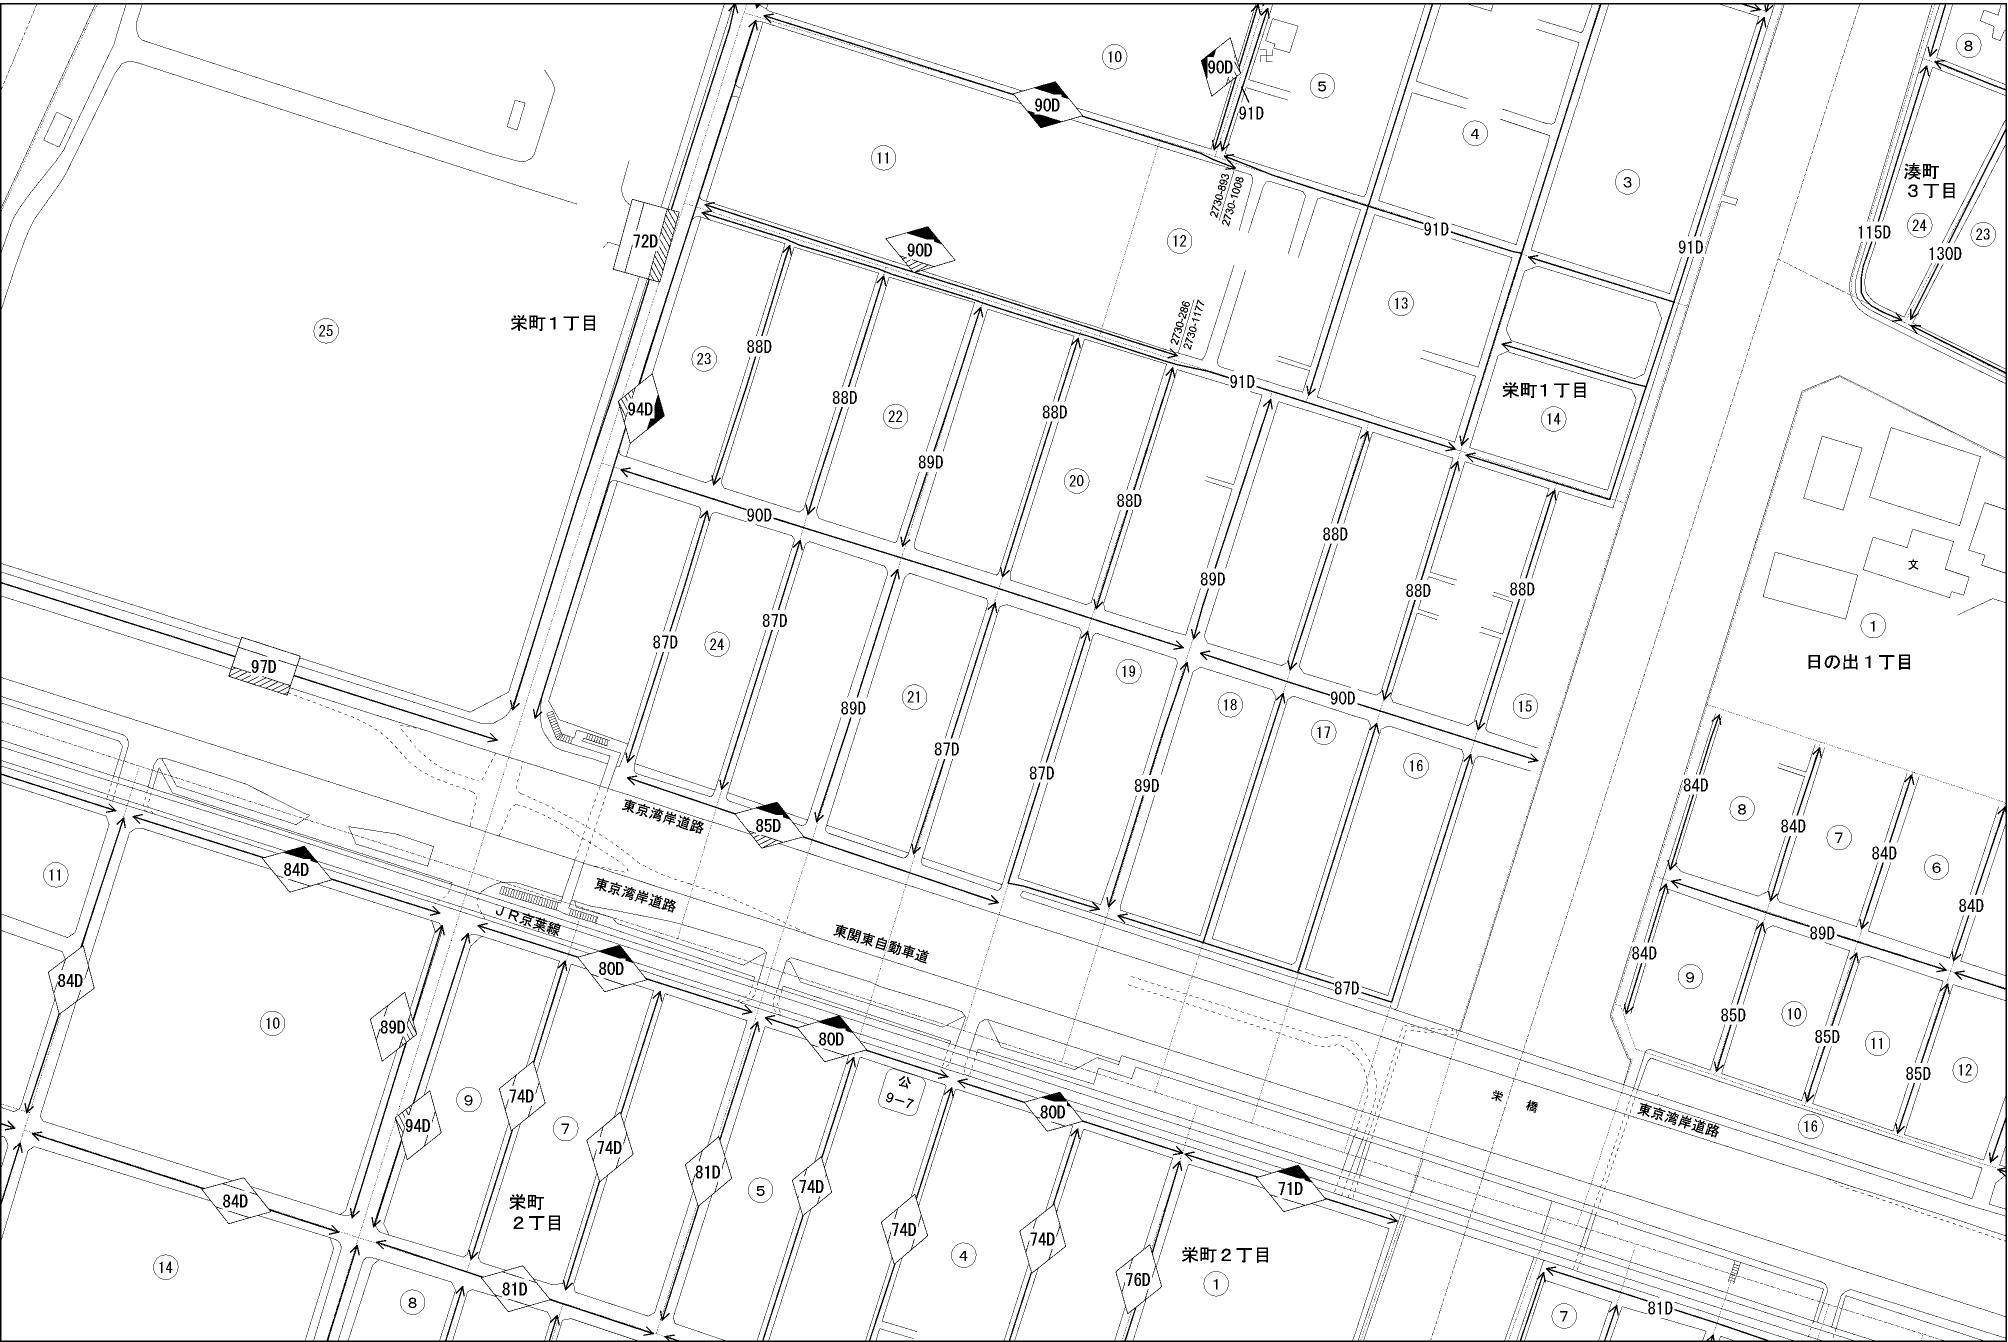 ⑩
⑧
90D
⑤
90D
91D
④
⑪
③
湊町
３丁目
2730-893
2730-1008
㉔
㉓
115D
130D
91D
91D
⑫
72D
90D
⑬
2730-286
2730-1177
栄町１丁目
㉕
㉓
88D
91D
栄町１丁目
⑭
94D
88D
㉒
88D
89D
⑳
88D
90D
88D
文
89D
88D
88D
①
日の出１丁目
87D
㉔
87D
97D
⑲
90D
⑮
㉑
89D
⑱
⑰
87D
⑯
87D
89D
84D
⑧
東京湾岸道路
85D
84D
⑦
84D
⑥
84D
⑪
84D
東京湾岸道路
ＪＲ京葉線
東関東自動車道
89D
80D
84D
⑨
84D
87D
⑩
89D
80D
85D
⑩
85D
⑪
85D
⑫
公
9－7
⑨
74D
80D
栄橋
東京湾岸道路
⑯
94D
⑦
74D
81D
⑤
74D
71D
84D
栄町
２丁目
74D
74D
栄町２丁目
④
①
76D
⑭
81D
⑧
⑦
81D